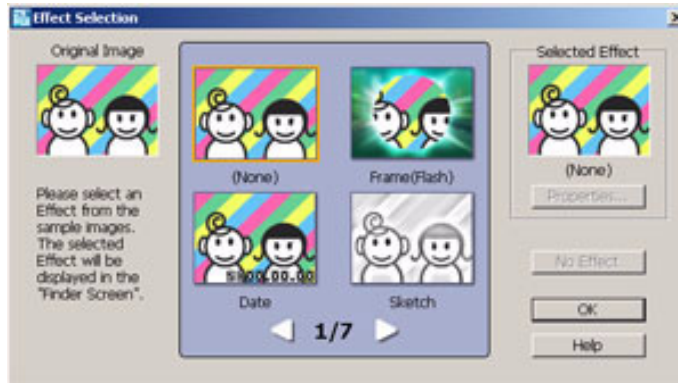 Effect Selection
Original Image
Please select an
Effect from the
sample images.
The selected
Effect will be
displayed in the
"Finder Screen".
(None)
Frame(Flash)
Date
Sketch
1/7
Selected Effect
(None)
Properties...
No Effect
OK
Help